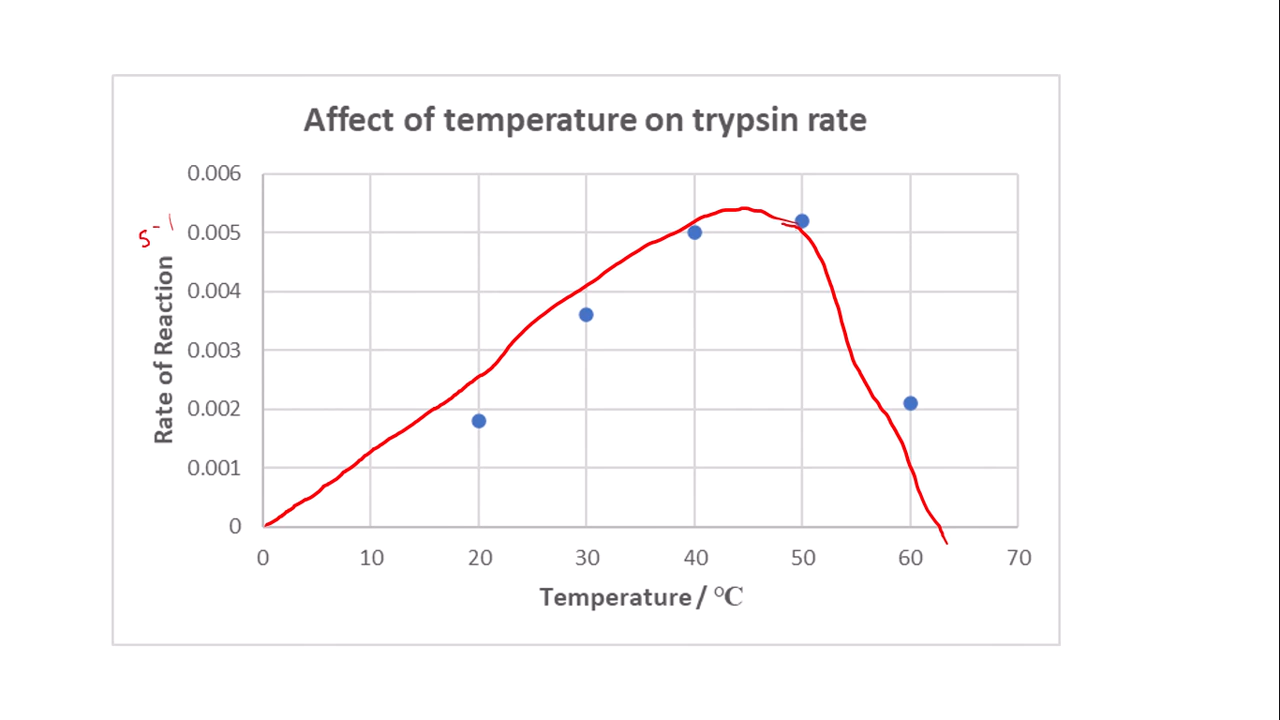 Affect of temperature on trypsin rate
0.006
s-1
0.005
0.004
0.003
0.002
0.001
0
Rate of Reaction
0 10 20 30 40 50 60 70
Temperature / °C